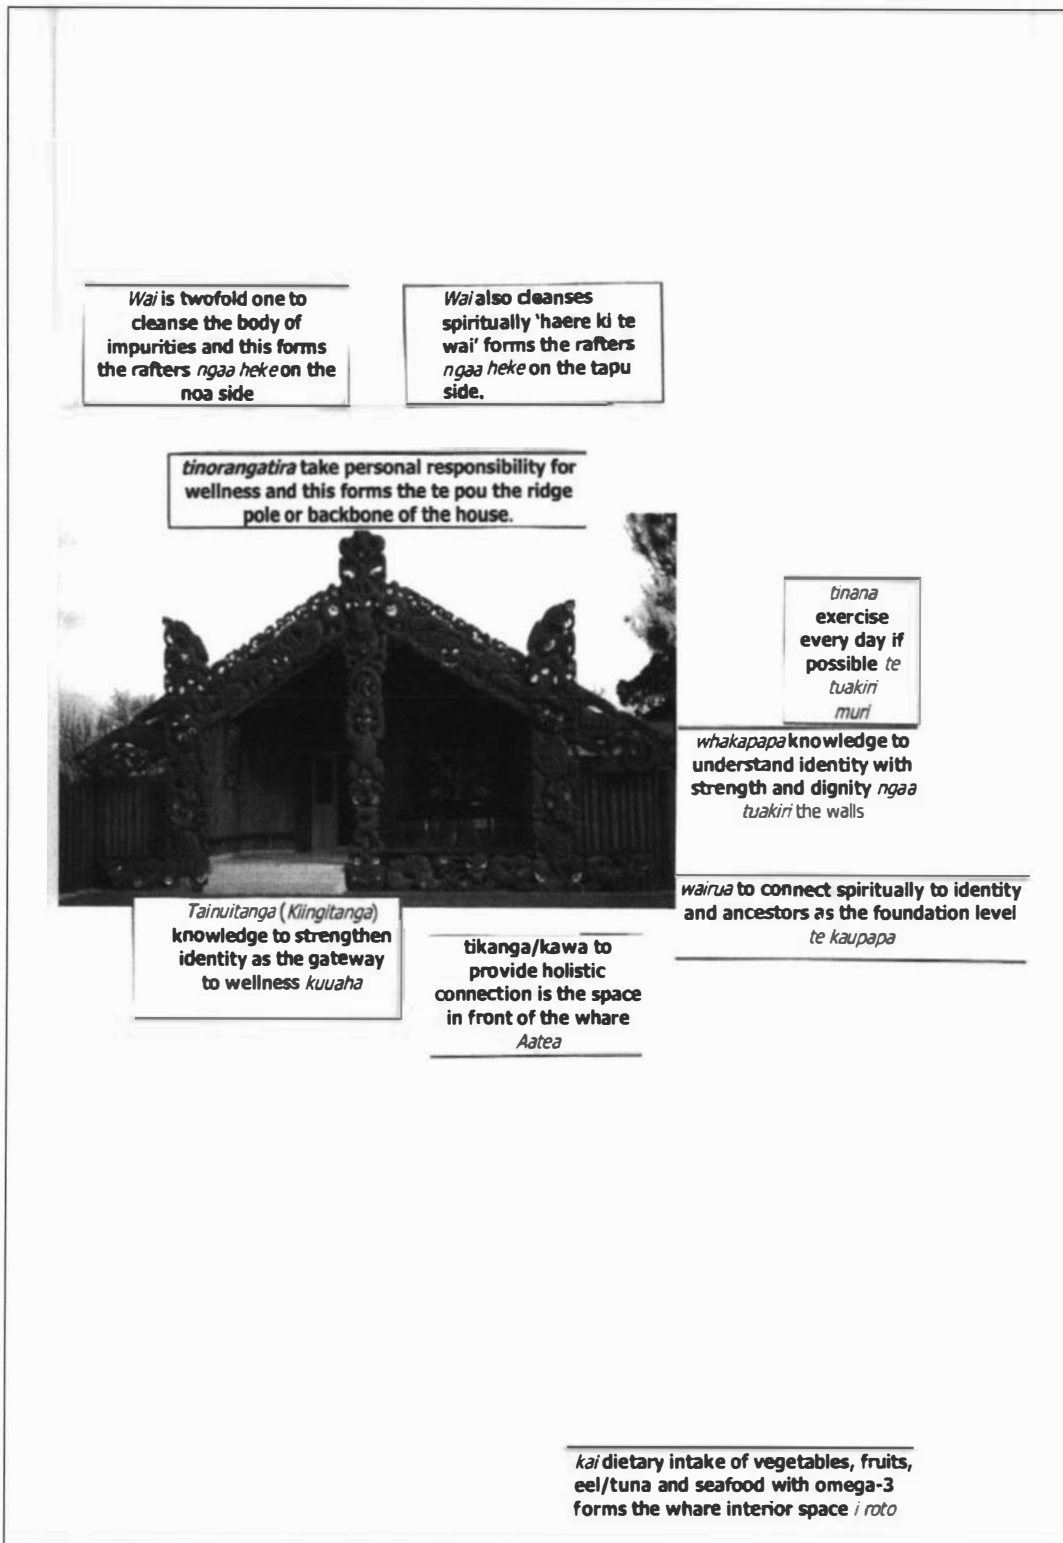 Wai is twofold one to
cleanse the body of
impurities and this forms
the rafters ngaa heke on the
noa side
Wai also cleanses
spiritually 'haere ki te
wai' forms the rafters
ngaa heke on the tapu
side.
tinorangatira take personal responsibility for
wellness and this forms the te pou the ridge
pole or backbone of the house.
tinana
exercise
every day if
possible te
tuakiri
muri
whakapapa knowledge to
understand identity with
strength and dignity ngaa
tuakiri the walls
wairua to connect spiritually to identity
and ancestors as the foundation level
te kaupapa
Tainuitanga (Kiingitanga)
knowledge to strengthen
identity as the gateway
to wellness kuuaha
tikanga/kawa to
provide holistic
connection is the space
in front of the whare
Aatea
kai dietary intake of vegetables, fruits,
eel/tuna and seafood with omega-3
forms the whare interior space i roto